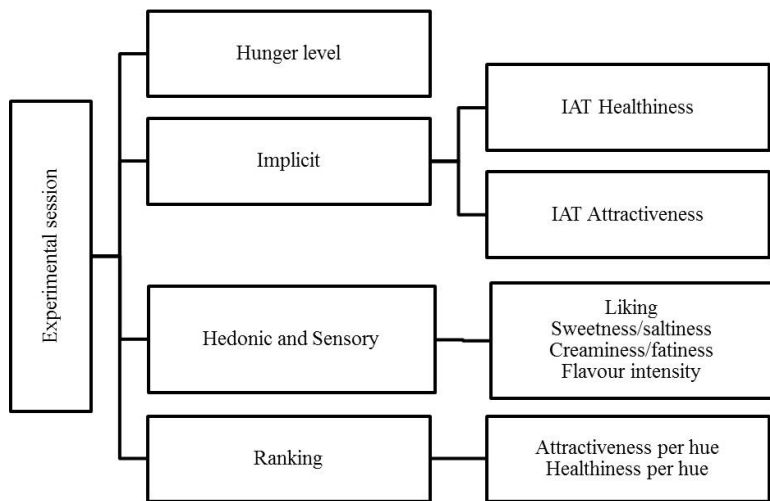 Experimental session
Hunger level
Implicit
IAT Healthiness
IAT Attractiveness
Hedonic and Sensory
Liking
Sweetness/saltiness
Creaminess/fatiness
Flavour intensity
Ranking
Attractiveness per hue
Healthiness per hue